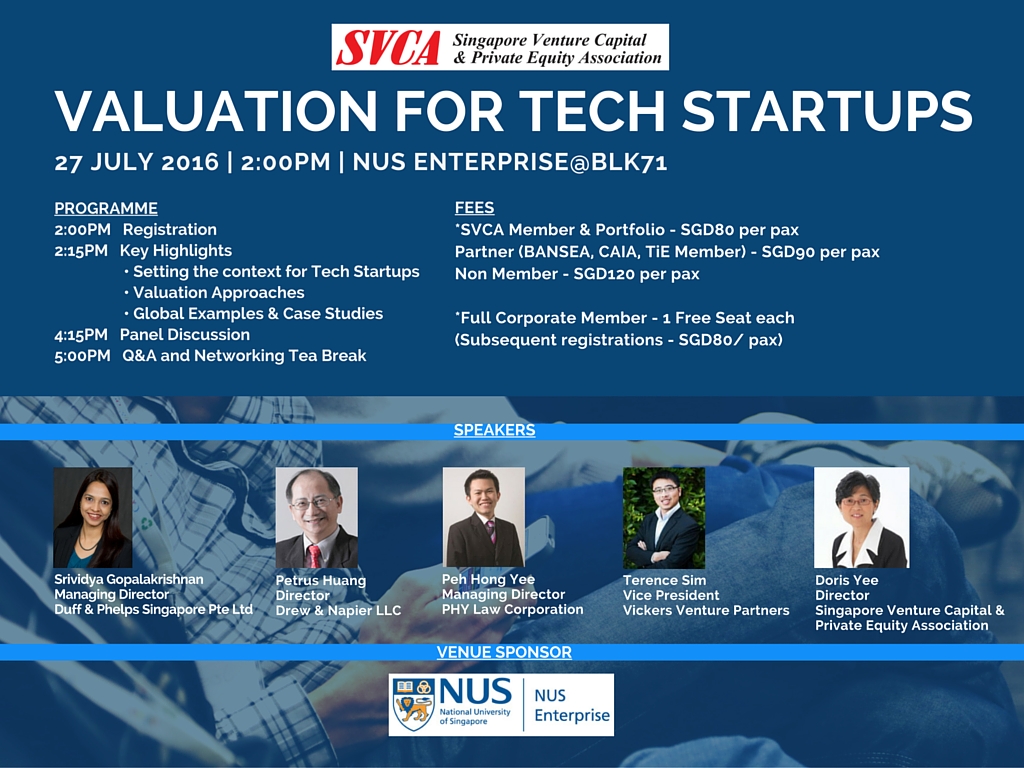 SVCA Singapore Venture Capital
& Private Equity Association
VALUATION FOR TECH STARTUPS
27 JULY 2016 | 2:00PM | NUS ENTERPRISE@BLK71
PROGRAMME
2:00PM Registration
2:15PM Key Highlights
• Setting the context for Tech Startups
• Valuation Approaches
• Global Examples & Case Studies
4:15PM Panel Discussion
5:00PM Q&A and Networking Tea Break
FEES
*SVCA Member & Portfolio - SGD80 per pax
Partner (BANSEA, CAIA, TiE Member) - SGD90 per pax
Non Member - SGD120 per pax
*Full Corporate Member - 1 Free Seat each
(Subsequent registrations - SGD80/ pax)
SPEAKERS
Srividya Gopalakrishnan
Managing Director
Duff & Phelps Singapore Pte Ltd
Petrus Huang
Director
Drew & Napier LLC
Peh Hong Yee
Managing Director
PHY Law Corporation
Terence Sim
Vice President
Vickers Venture Partners
Doris Yee
Director
Singapore Venture Capital &
Private Equity Association
VENUE SPONSOR
NUS
National University
of Singapore
NUS
Enterprise